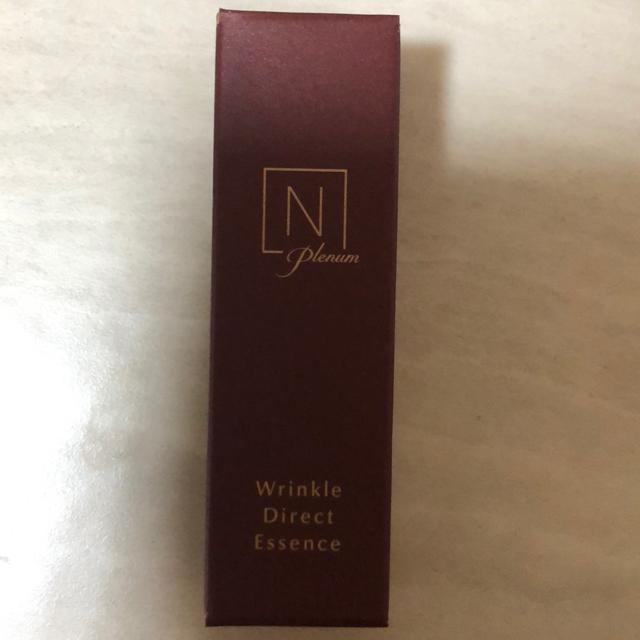 N
Plenum
Wrinkle
Direct
Essence